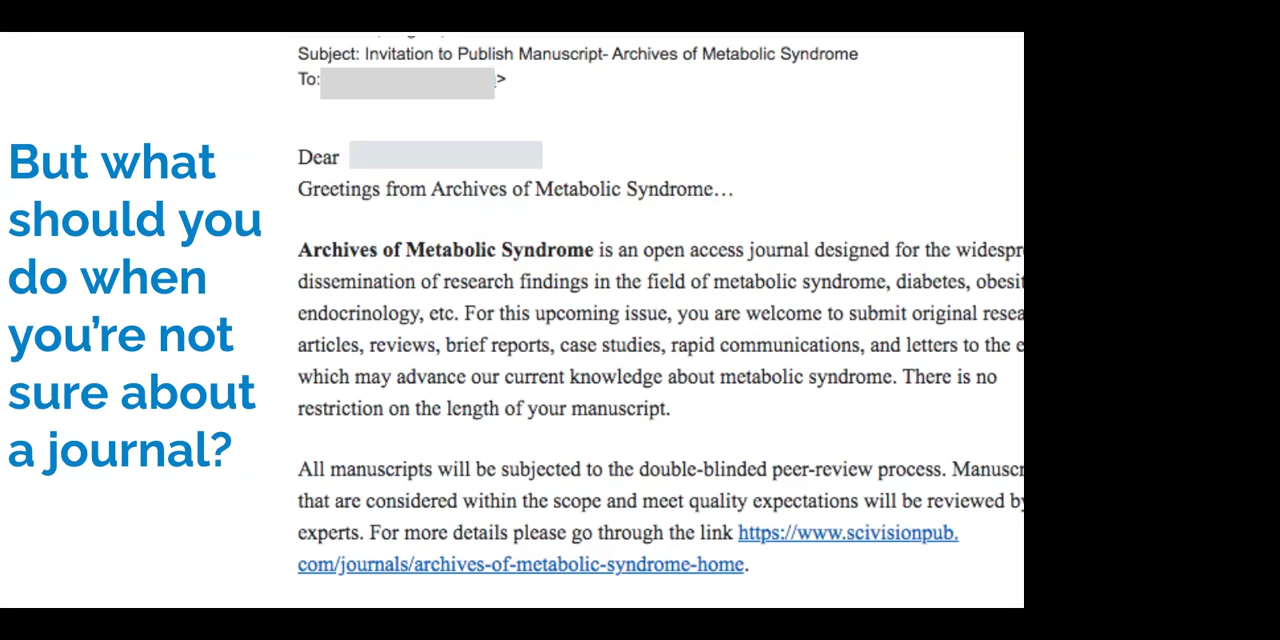 But what
should you
do when
you’re not
sure about
a journal?
Subject: Invitation to Publish Manuscript- Archives of Metabolic Syndrome
To: >
Dear
Greetings from Archives of Metabolic Syndrome…
Archives of Metabolic Syndrome is an open access journal designed for the widespr
dissemination of research findings in the field of metabolic syndrome, diabetes, obesit
endocrinology, etc. For this upcoming issue, you are welcome to submit original resea
articles, reviews, brief reports, case studies, rapid communications, and letters to the e
which may advance our current knowledge about metabolic syndrome. There is no
restriction on the length of your manuscript.
All manuscripts will be subjected to the double-blinded peer-review process. Manuscr
that are considered within the scope and meet quality expectations will be reviewed by
experts. For more details please go through the link https://www.scivisionpub.
com/journals/archives-of-metabolic-syndrome-home.